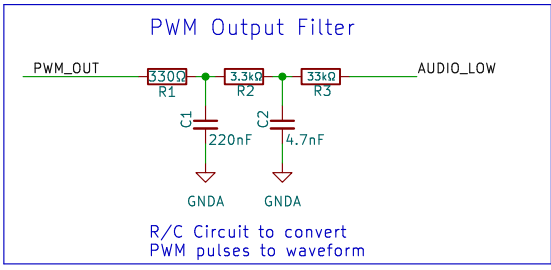 PWM Output Filter
PWM_OUT 330Ω 3.3kΩ 33kΩ AUDIO_LOW
R1 R2 R3
C1 220nF C2 4.7nF
GNDA GNDA
R/C Circuit to convert
PWM pulses to waveform